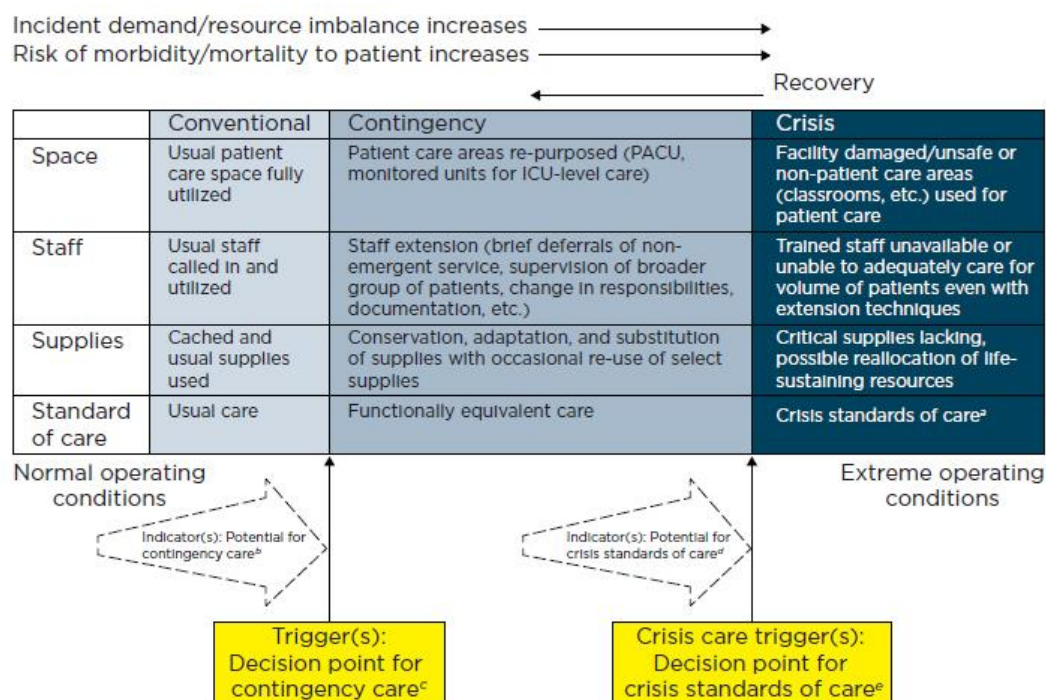 Incident demand/resource imbalance increases
Risk of morbidity/mortality to patient increases
Recovery
Conventional
Contingency
Crisis
Space
Usual patient
care space fully
utilized
Patient care areas re-purposed (PACU,
monitored units for ICU-level care)
Facility damaged/unsafe or
non-patient care areas
(classrooms, etc.) used for
patient care
Staff
Usual staff
called in and
utilized
Staff extension (brief deferrals of non-
emergent service, supervision of broader
group of patients, change in responsibilities,
documentation, etc.)
Trained staff unavailable or
unable to adequately care for
volume of patients even with
extension techniques
Supplies
Cached and
usual supplies
used
Conservation, adaptation, and substitution
of supplies with occasional re-use of select
supplies
Critical supplies lacking,
possible reallocation of life-
sustaining resources
Standard
of care
Usual care
Functionally equivalent care
Crisis standards of careª
Normal operating
conditions
Extreme operating
conditions
Indicator(s): Potential for
contingency careᵇ
Indicator(s): Potential for
crisis standards of careᵈ
Trigger(s):
Decision point for
contingency careᶜ
Crisis care trigger(s):
Decision point for
crisis standards of careᵉ